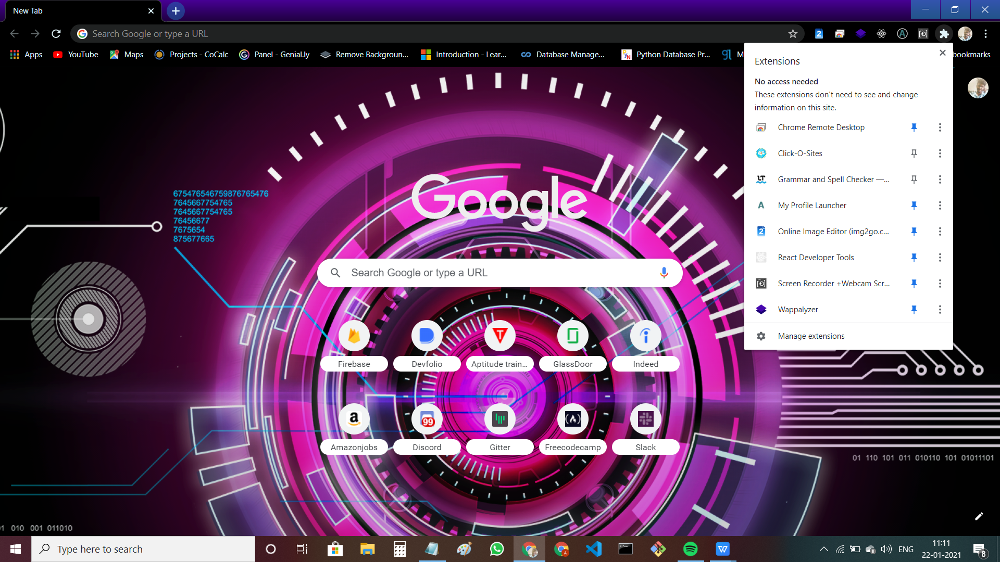 New Tab
Search Google or type a URL
Apps
YouTube
Maps
Projects - CoCalc
Panel - Genial.ly
Remove Backgroun...
Introduction - Lear...
Database Manage...
Python Database Pr...
bookmarks
Extensions
No access needed
These extensions don't need to see and change
information on this site.
Chrome Remote Desktop
Click-O-Sites
Grammar and Spell Checker —...
My Profile Launcher
Online Image Editor (img2go.c...
React Developer Tools
Screen Recorder +Webcam Scr...
Wappalyzer
Manage extensions
675476546759876765476
7645667754765
7645667754765
76456677
7675654
875677665
Google
Search Google or type a URL
Firebase
Devfolio
Aptitude train...
GlassDoor
Indeed
99
Amazonjobs
Discord
Gitter
Freecodecamp
Slack
01 110 101 011 010110 101 01011101
1 010 001 011010
Type here to search
ENG
11:11
22-01-2021
8